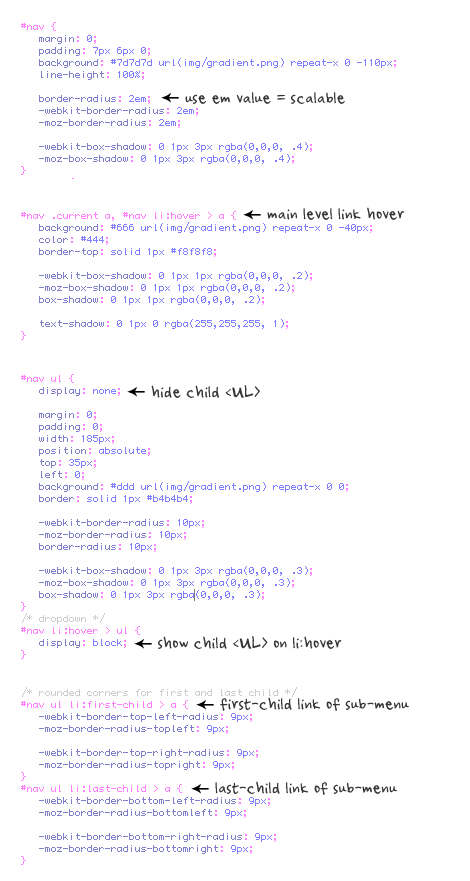 #nav {
margin: 0;
padding: 7px 6px 0;
background: #7d7d7d url(img/gradient.png) repeat-x 0 -110px;
line-height: 100%;
border-radius: 2em; ← use em value = scalable
-webkit-border-radius: 2em;
-moz-border-radius: 2em;
-webkit-box-shadow: 0 1px 3px rgba(0,0,0, .4);
-moz-box-shadow: 0 1px 3px rgba(0,0,0, .4);
}
#nav .current a, #nav li:hover > a { ← main level link hover
background: #666 url(img/gradient.png) repeat-x 0 -40px;
color: #444;
border-top: solid 1px #f8f8f8;
-webkit-box-shadow: 0 1px 1px rgba(0,0,0, .2);
-moz-box-shadow: 0 1px 1px rgba(0,0,0, .2);
box-shadow: 0 1px 1px rgba(0,0,0, .2);
text-shadow: 0 1px 0 rgba(255,255,255, 1);
}
#nav ul {
display: none; ← hide child <UL>
margin: 0;
padding: 0;
width: 185px;
position: absolute;
top: 35px;
left: 0;
background: #ddd url(img/gradient.png) repeat-x 0 0;
border: solid 1px #b4b4b4;
-webkit-border-radius: 10px;
-moz-border-radius: 10px;
border-radius: 10px;
-webkit-box-shadow: 0 1px 3px rgba(0,0,0, .3);
-moz-box-shadow: 0 1px 3px rgba(0,0,0, .3);
box-shadow: 0 1px 3px rgba(0,0,0, .3);
}
/* dropdown */
#nav li:hover > ul {
display: block; ← show child <UL> on li:hover
}
/* rounded corners for first and last child */
#nav ul li:first-child > a { ← first-child link of sub-menu
-webkit-border-top-left-radius: 9px;
-moz-border-radius-topleft: 9px;
-webkit-border-top-right-radius: 9px;
-moz-border-radius-topright: 9px;
}
#nav ul li:last-child > a { ← last-child link of sub-menu
-webkit-border-bottom-left-radius: 9px;
-moz-border-radius-bottomleft: 9px;
-webkit-border-bottom-right-radius: 9px;
-moz-border-radius-bottomright: 9px;
}